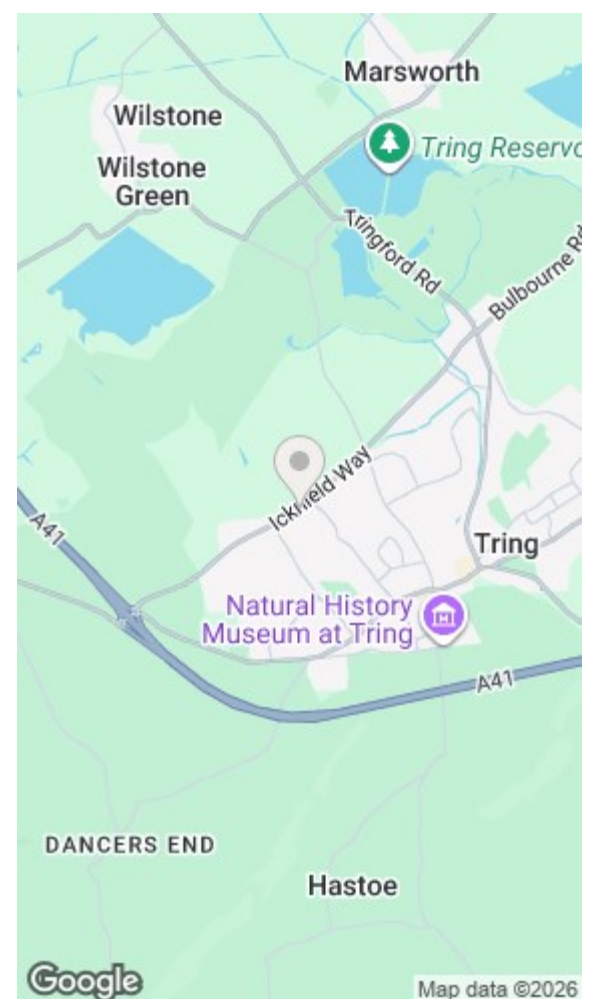 Marsworth
Wilstone
Tring Reservo
Wilstone
Green
Tringford Rd
Bulbourne Rd
Icknield Way
A41
Tring
Natural History
Museum at Tring
A41
DANCERS END
Hastoe
Google
Map data ©2026